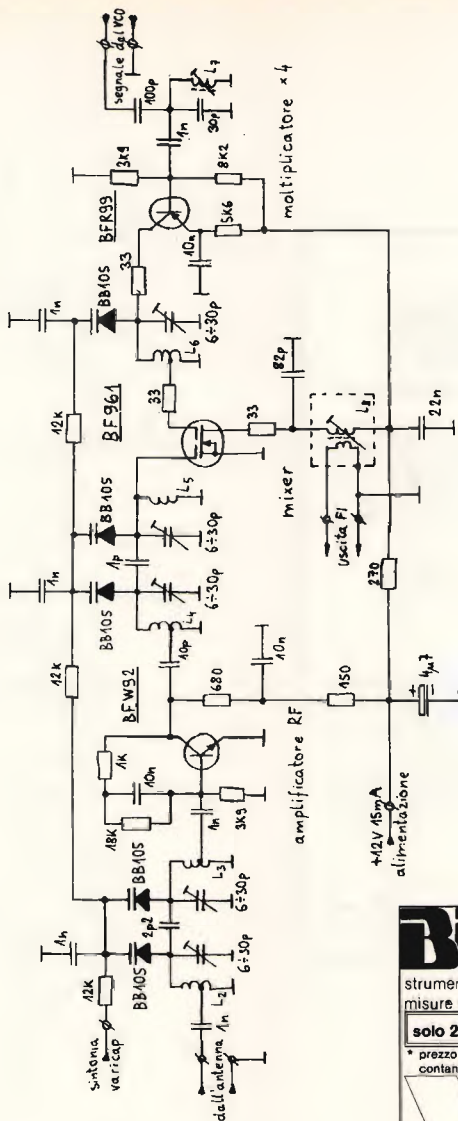 sintonia
varicap
12k
1n
BB105
BB105
2p2
6÷30p
6÷30p
L2
L3
1n
dall'antenna
12k
18K
10n
1K
1n
3K9
BFW92
amplificatore RF
680
10n
150
10p
L4
1n
BB105
BB105
1p
6÷30p
6÷30p
L5
12K
BF961
33
33
82p
mixer
L8
uscita FI
22n
270
4µ7
+
+12V 15mA
alimentazione
1n
BB105
6÷30p
L6
33
BFR99
10n
5K6
3K9
8K2
1n
100p
30p
L7
segnale del VCO
moltiplicatore × 4
strumen
misure
solo 2
* prezzo
contan